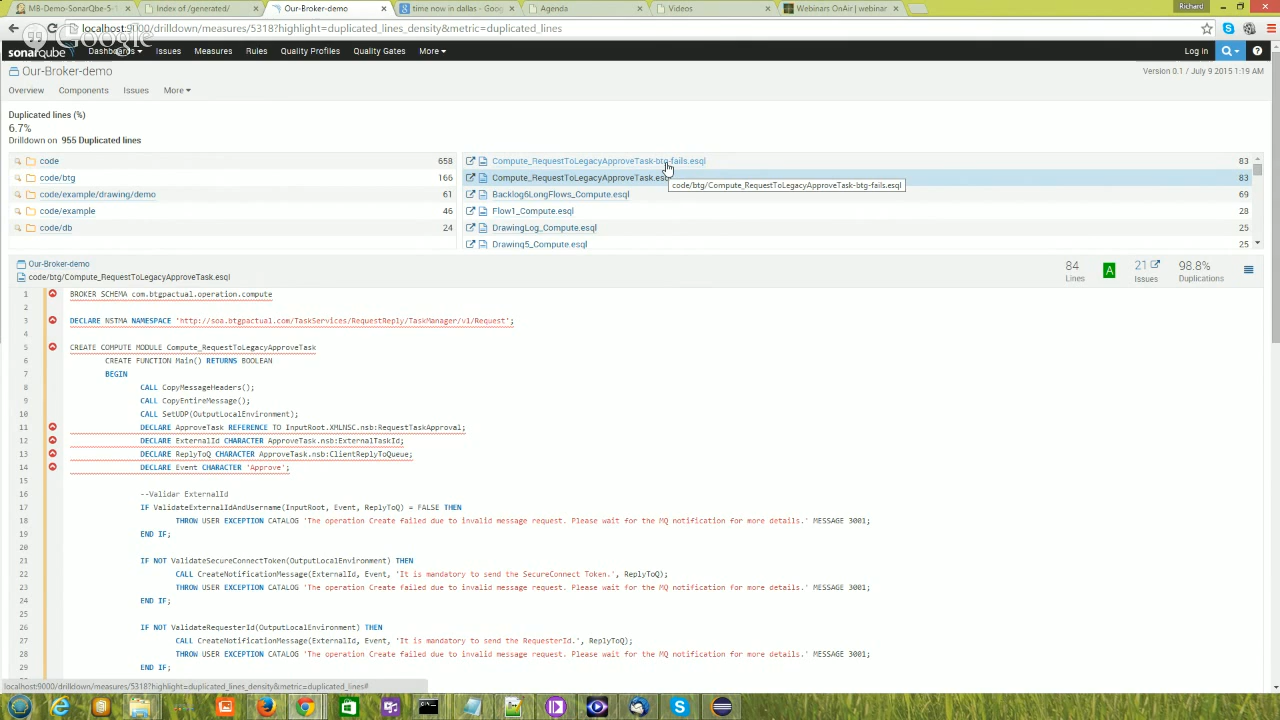 MB-Demo-SonarQbe-5-1
Index of /generated/
Our-Broker-demo
time now in dallas - Goog
Agenda
Videos
Webinars OnAir | webinar
Richard
localhost:9000/drilldown/measures/5318?highlight=duplicated_lines_density&metric=duplicated_lines
Google
sonarqube
Dashboards
Issues
Measures
Rules
Quality Profiles
Quality Gates
More
Log in
Our-Broker-demo
Version 0.1 / July 9 2015 1:19 AM
Overview
Components
Issues
More
Duplicated lines (%)
6.7%
Drilldown on 955 Duplicated lines
code 658
code/btg 166
code/example/drawing/demo 61
code/example 46
code/db 24
Compute_RequestToLegacyApproveTask-btg-fails.esql 83
Compute_RequestToLegacyApproveTask.esq 83
code/btg/Compute_RequestToLegacyApproveTask-btg-fails.esql
Backlog6LongFlows_Compute.esql 69
Flow1_Compute.esql 28
DrawingLog_Compute.esql 25
Drawing5_Compute.esql 25
Our-Broker-demo
code/btg/Compute_RequestToLegacyApproveTask.esql
84 Lines
A
21 Issues
98.8% Duplications
1 BROKER SCHEMA com.btgpactual.operation.compute
2
3 DECLARE NSTMA NAMESPACE 'http://soa.btgpactual.com/TaskServices/RequestReply/TaskManager/v1/Request';
4
5 CREATE COMPUTE MODULE Compute_RequestToLegacyApproveTask
6 CREATE FUNCTION Main() RETURNS BOOLEAN
7 BEGIN
8 CALL CopyMessageHeaders();
9 CALL CopyEntireMessage();
10 CALL SetUDP(OutputLocalEnvironment);
11 DECLARE ApproveTask REFERENCE TO InputRoot.XMLNSC.nsb:RequestTaskApproval;
12 DECLARE ExternalId CHARACTER ApproveTask.nsb:ExternalTaskId;
13 DECLARE ReplyToQ CHARACTER ApproveTask.nsb:ClientReplyToQueue;
14 DECLARE Event CHARACTER 'Approve';
15
16 --Validar ExternalId
17 IF ValidateExternalIdAndUsername(InputRoot, Event, ReplyToQ) = FALSE THEN
18 THROW USER EXCEPTION CATALOG 'The operation Create failed due to invalid message request. Please wait for the MQ notification for more details.' MESSAGE 3001;
19 END IF;
20
21 IF NOT ValidateSecureConnectToken(OutputLocalEnvironment) THEN
22 CALL CreateNotificationMessage(ExternalId, Event, 'It is mandatory to send the SecureConnect Token.', ReplyToQ);
23 THROW USER EXCEPTION CATALOG 'The operation Create failed due to invalid message request. Please wait for the MQ notification for more details.' MESSAGE 3001;
24 END IF;
25
26 IF NOT ValidateRequesterId(OutputLocalEnvironment) THEN
27 CALL CreateNotificationMessage(ExternalId, Event, 'It is mandatory to send the RequesterId.', ReplyToQ);
28 THROW USER EXCEPTION CATALOG 'The operation Create failed due to invalid message request. Please wait for the MQ notification for more details.' MESSAGE 3001;
29 END IF;
localhost:9000/drilldown/measures/5318?highlight=duplicated_lines_density&metric=duplicated_lines#